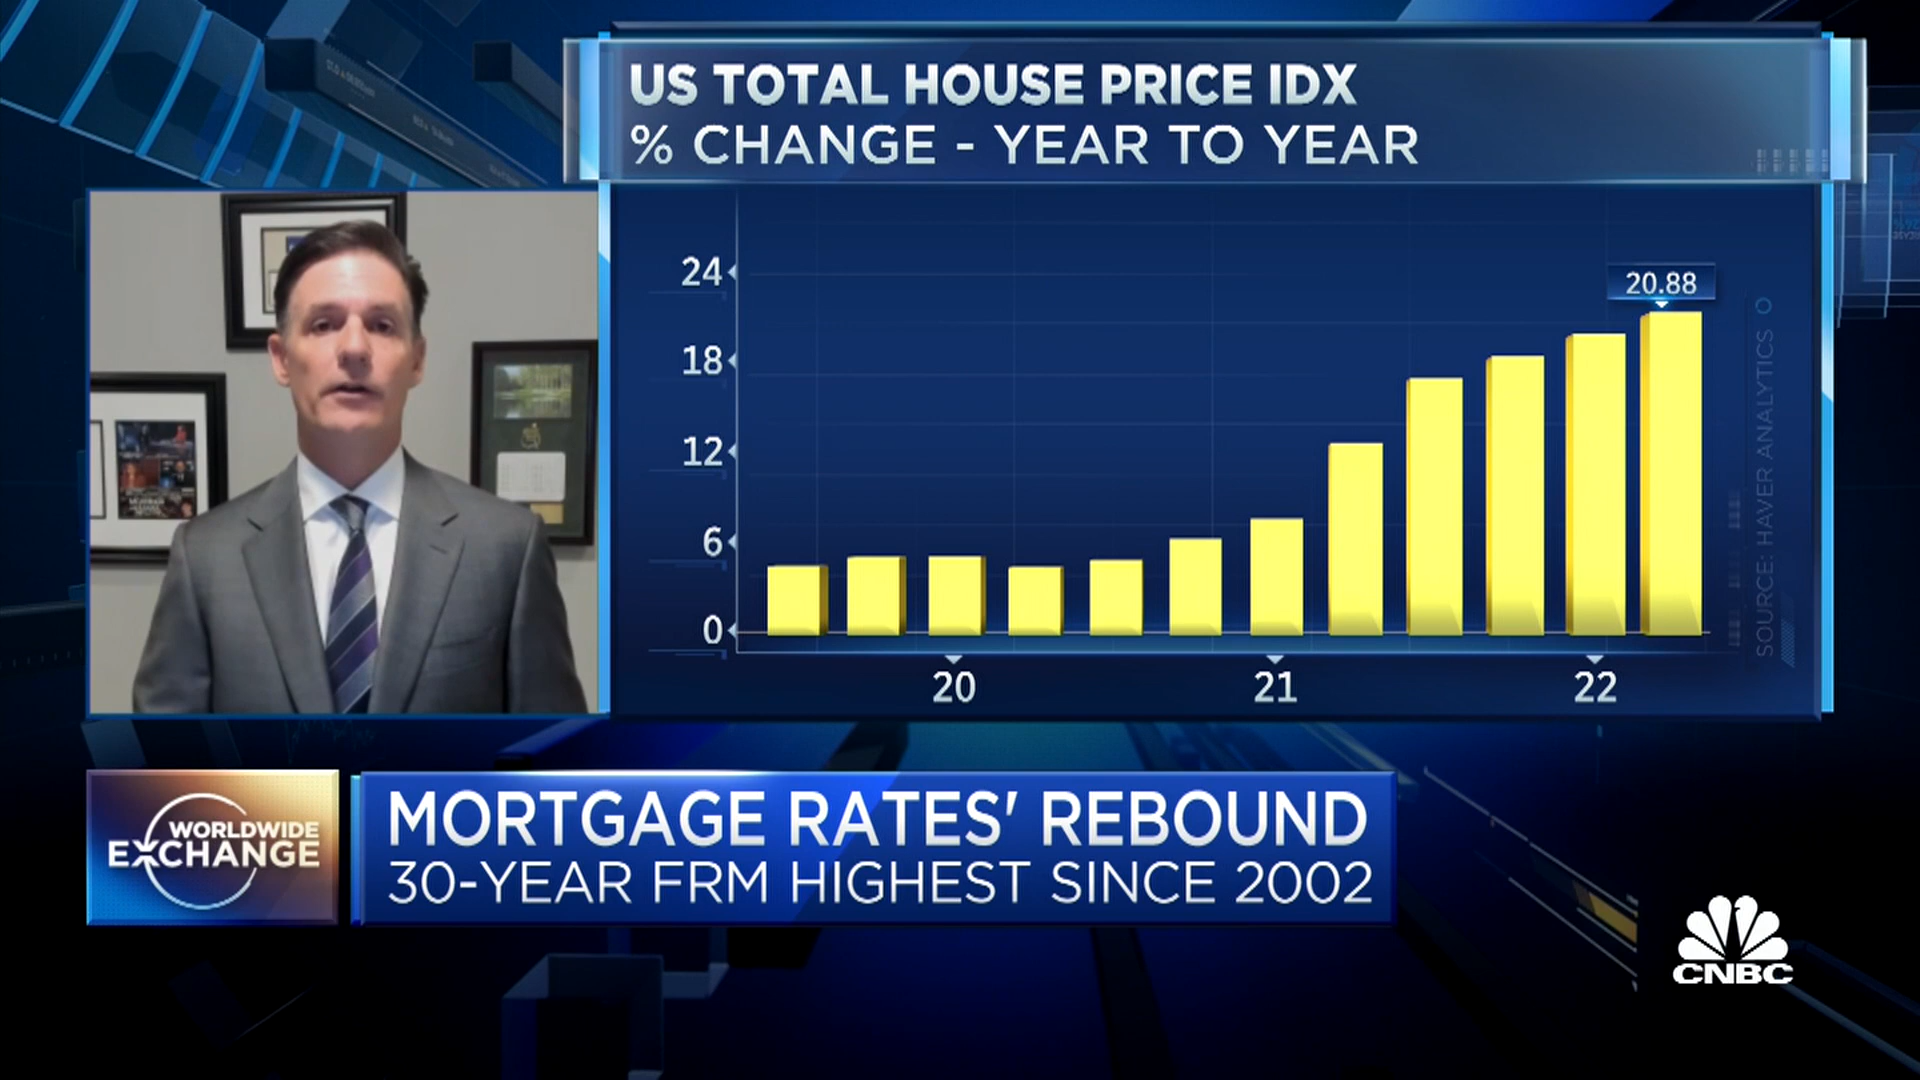 US TOTAL HOUSE PRICE IDX
% CHANGE - YEAR TO YEAR
24
18
12
6
0
20.88
20
21
22
SOURCE: HAVER ANALYTICS
WORLDWIDE
EXCHANGE
MORTGAGE RATES' REBOUND
30-YEAR FRM HIGHEST SINCE 2002
CNBC